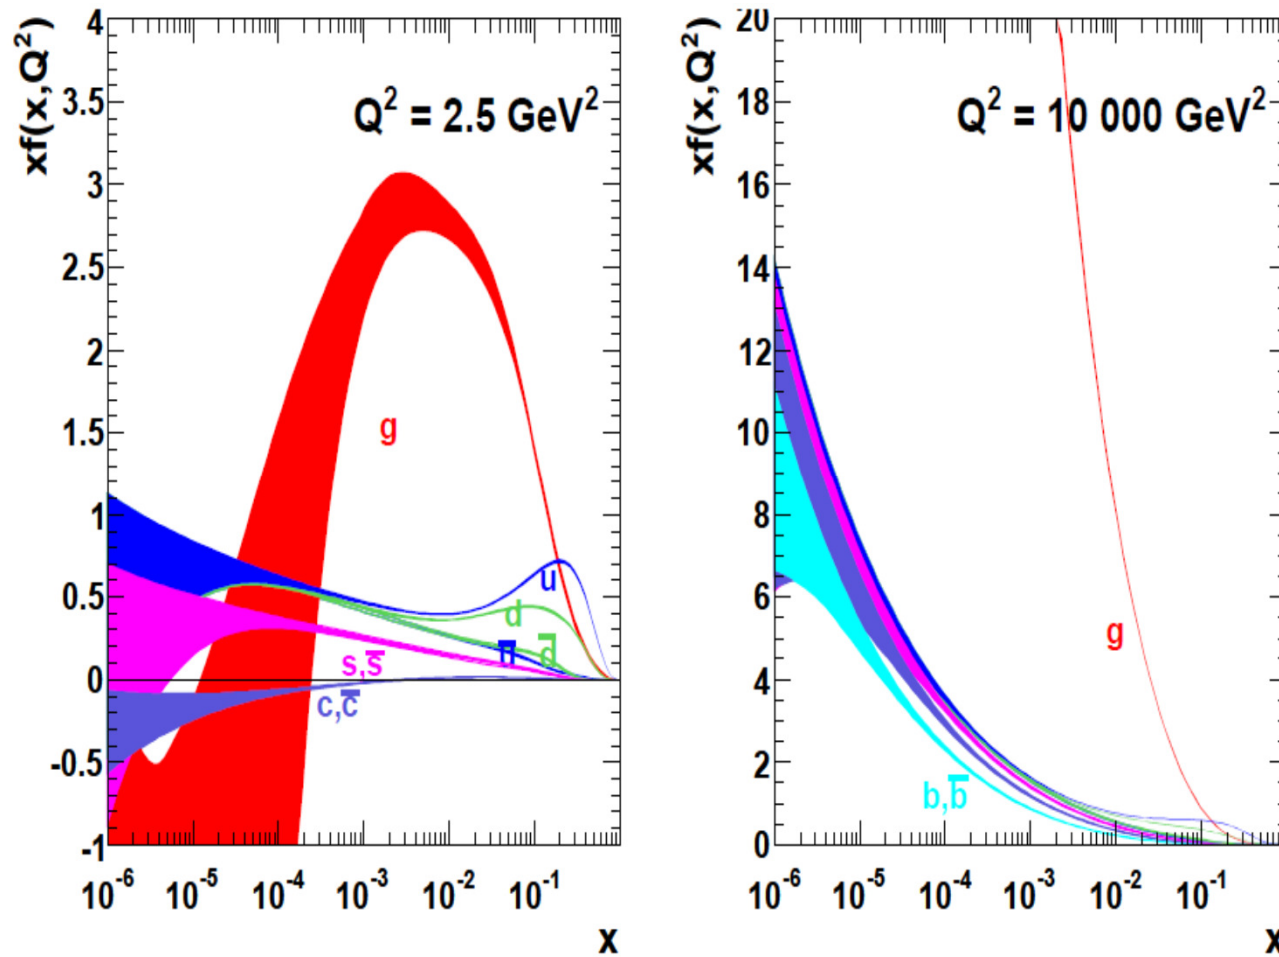 xf(x,Q²)
4
3.5
3
2.5
2
1.5
1
0.5
0
-0.5
-1
Q² = 2.5 GeV²
g
u
d
u̅
d̅
s,s̅
c,c̅
10⁻⁶
10⁻⁵
10⁻⁴
10⁻³
10⁻²
10⁻¹
x
xf(x,Q²)
20
18
16
14
12
10
8
6
4
2
0
Q² = 10 000 GeV²
g
b,b̅
10⁻⁶
10⁻⁵
10⁻⁴
10⁻³
10⁻²
10⁻¹
x